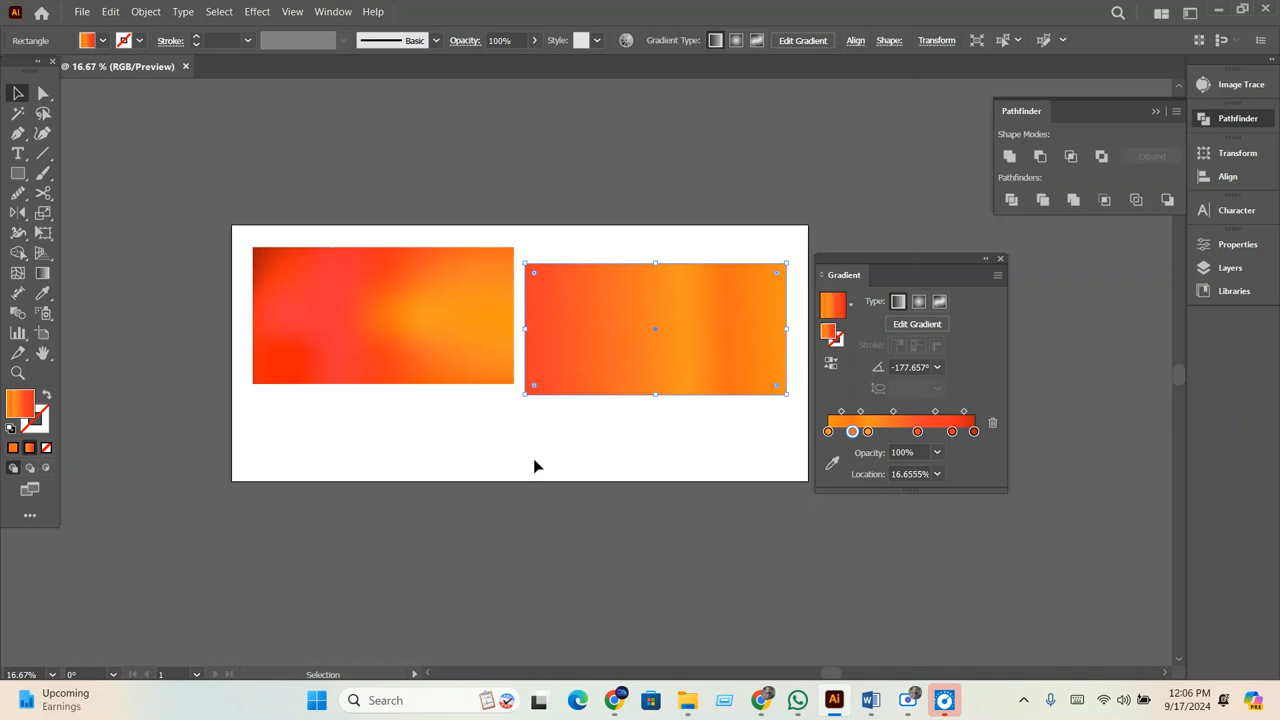 Ai File Edit Object Type Select Effect View Window Help
Rectangle Stroke: Basic Opacity: 100% Style: Gradient Type: Edit Gradient Align Shape: Transform
@ 16.67 % (RGB/Preview)
Image Trace
Pathfinder
Shape Modes:
Expand
Pathfinders:
Pathfinder
Transform
Align
Character
Properties
Layers
Libraries
Gradient
Type:
Edit Gradient
Stroke:
-177.657°
Opacity: 100%
Location: 16.6555%
16.67% 0° 1 Selection
Upcoming
Earnings
Search
Ai
12:06 PM
9/17/2024
PRE